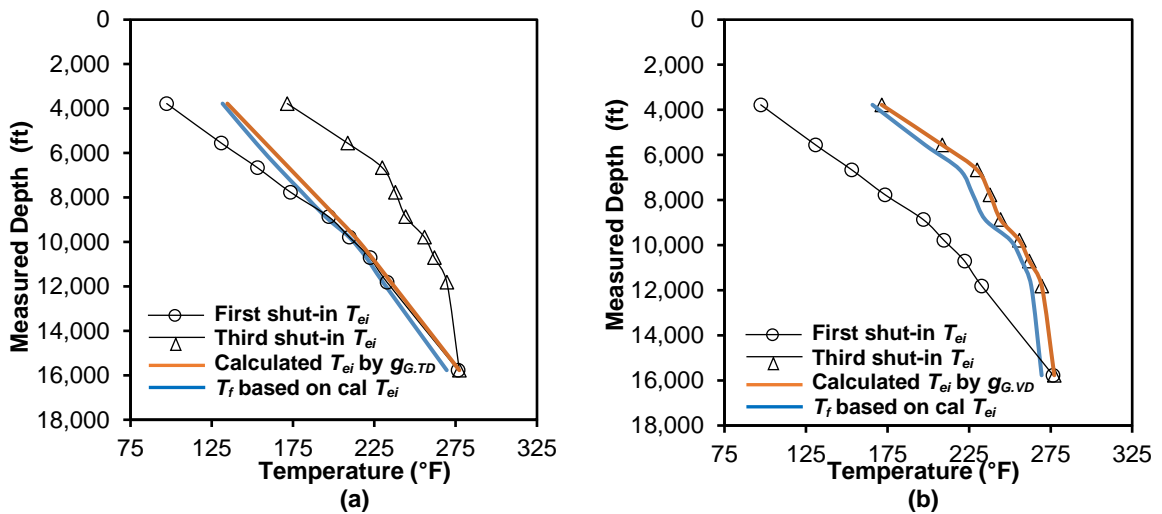 0
2,000
4,000
6,000
8,000
10,000
12,000
14,000
16,000
18,000
Measured Depth (ft)
First shut-in Tei
Third shut-in Tei
Calculated Tei by gG.TD
Tf based on cal Tei
75 125 175 225 275 325
Temperature (°F)
(a)
0
2,000
4,000
6,000
8,000
10,000
12,000
14,000
16,000
18,000
Measured Depth (ft)
First shut-in Tei
Third shut-in Tei
Calculated Tei by gG.VD
Tf based on cal Tei
75 125 175 225 275 325
Temperature (°F)
(b)